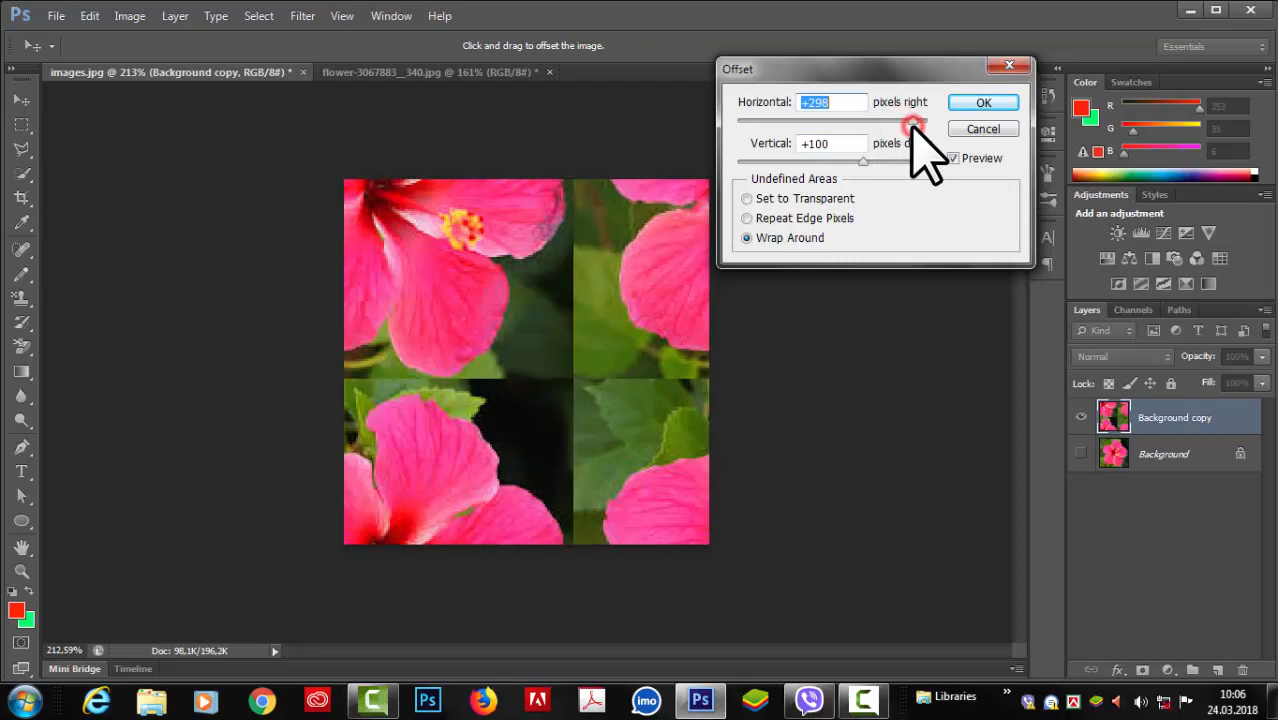 Ps File Edit Image Layer Type Select Filter View Window Help
Click and drag to offset the image.
Essentials
images.jpg @ 213% (Background copy, RGB/8#) * ×
flower-3067883__340.jpg @ 161% (RGB/8#) * ×
Offset
Horizontal: +298 pixels right
OK
Vertical: +100 pixels d
Cancel
Preview
Undefined Areas
Set to Transparent
Repeat Edge Pixels
Wrap Around
Color Swatches
R 253
G 35
B 6
Adjustments Styles
Add an adjustment
Layers Channels Paths
Kind
Normal Opacity: 100%
Lock: Fill: 100%
Background copy
Background
212,59% Doc: 98,1K/196,2K
Mini Bridge Timeline
Libraries
10:06
24.03.2018